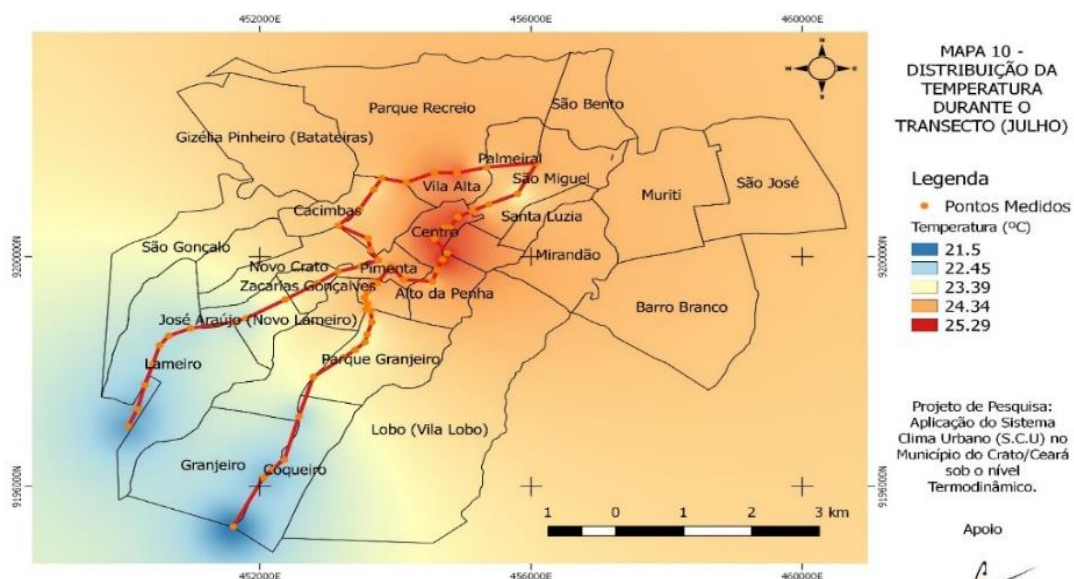 452000E 456000E 460000E
N
W E
S
MAPA 10 -
DISTRIBUIÇÃO DA
TEMPERATURA
DURANTE O
TRANSECTO (JULHO)
São Bento
Parque Recreio
Gizélia Pinheiro (Batateiras)
Palmeiral
Vila Alta
São Miguel
Muriti
São José
Legenda
Pontos Medidos
Temperatura (ºC)
21.5
22.45
23.39
24.34
25.29
Cacimbas
Santa Luzia
Centro
São Gonçalo
Mirandão
9200000N
9200000N
Novo Crato
Pimenta
Zacarias Gonçalves
Alto da Penha
Barro Branco
José Araújo (Novo Lameiro)
Parque Granjeiro
Lameiro
Lobo (Vila Lobo)
Granjeiro
Coqueiro
9196000N
9196000N
1 0 1 2 3 km
452000E 456000E 460000E
Projeto de Pesquisa:
Aplicação do Sistema
Clima Urbano (S.C.U) no
Município do Crato/Ceará
sob o nível
Termodinâmico.
Apoio